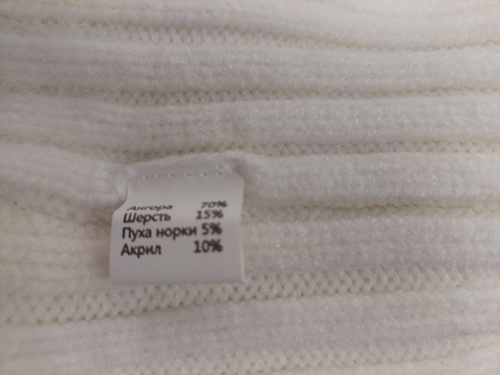 Ангора 70%
Шерсть 15%
Пуха норки 5%
Акрил 10%